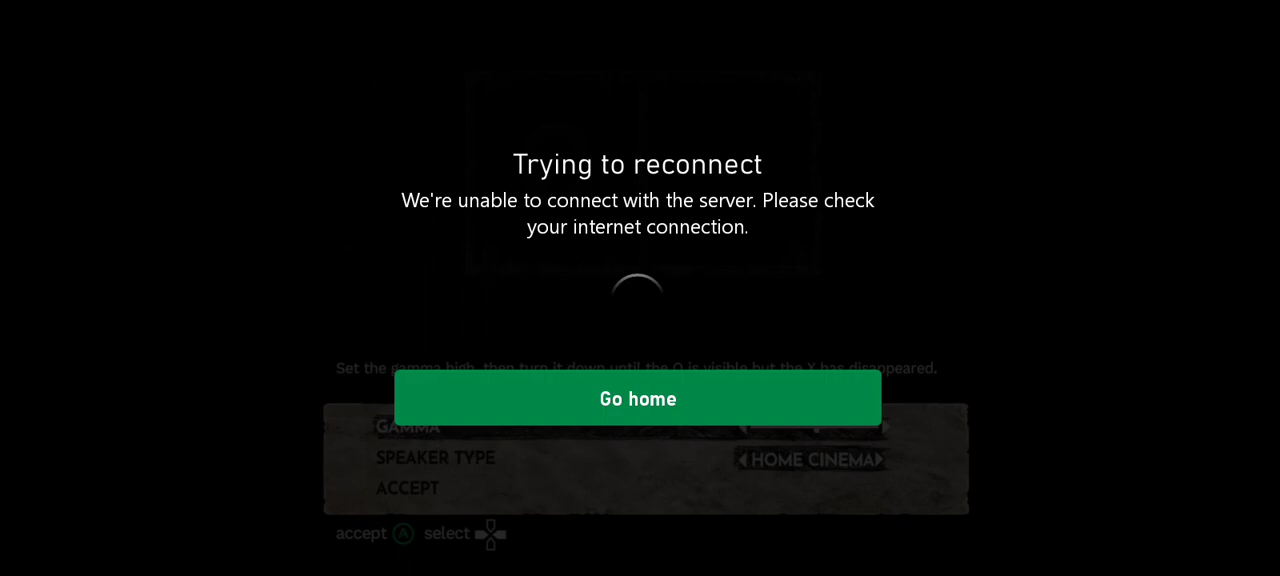 Trying to reconnect
We're unable to connect with the server. Please check
your internet connection.
Set the gamma high, then turn it down until the O is visible but the X has disappeared.
Go home
GAMMA
SPEAKER TYPE HOME CINEMA
ACCEPT
accept A select